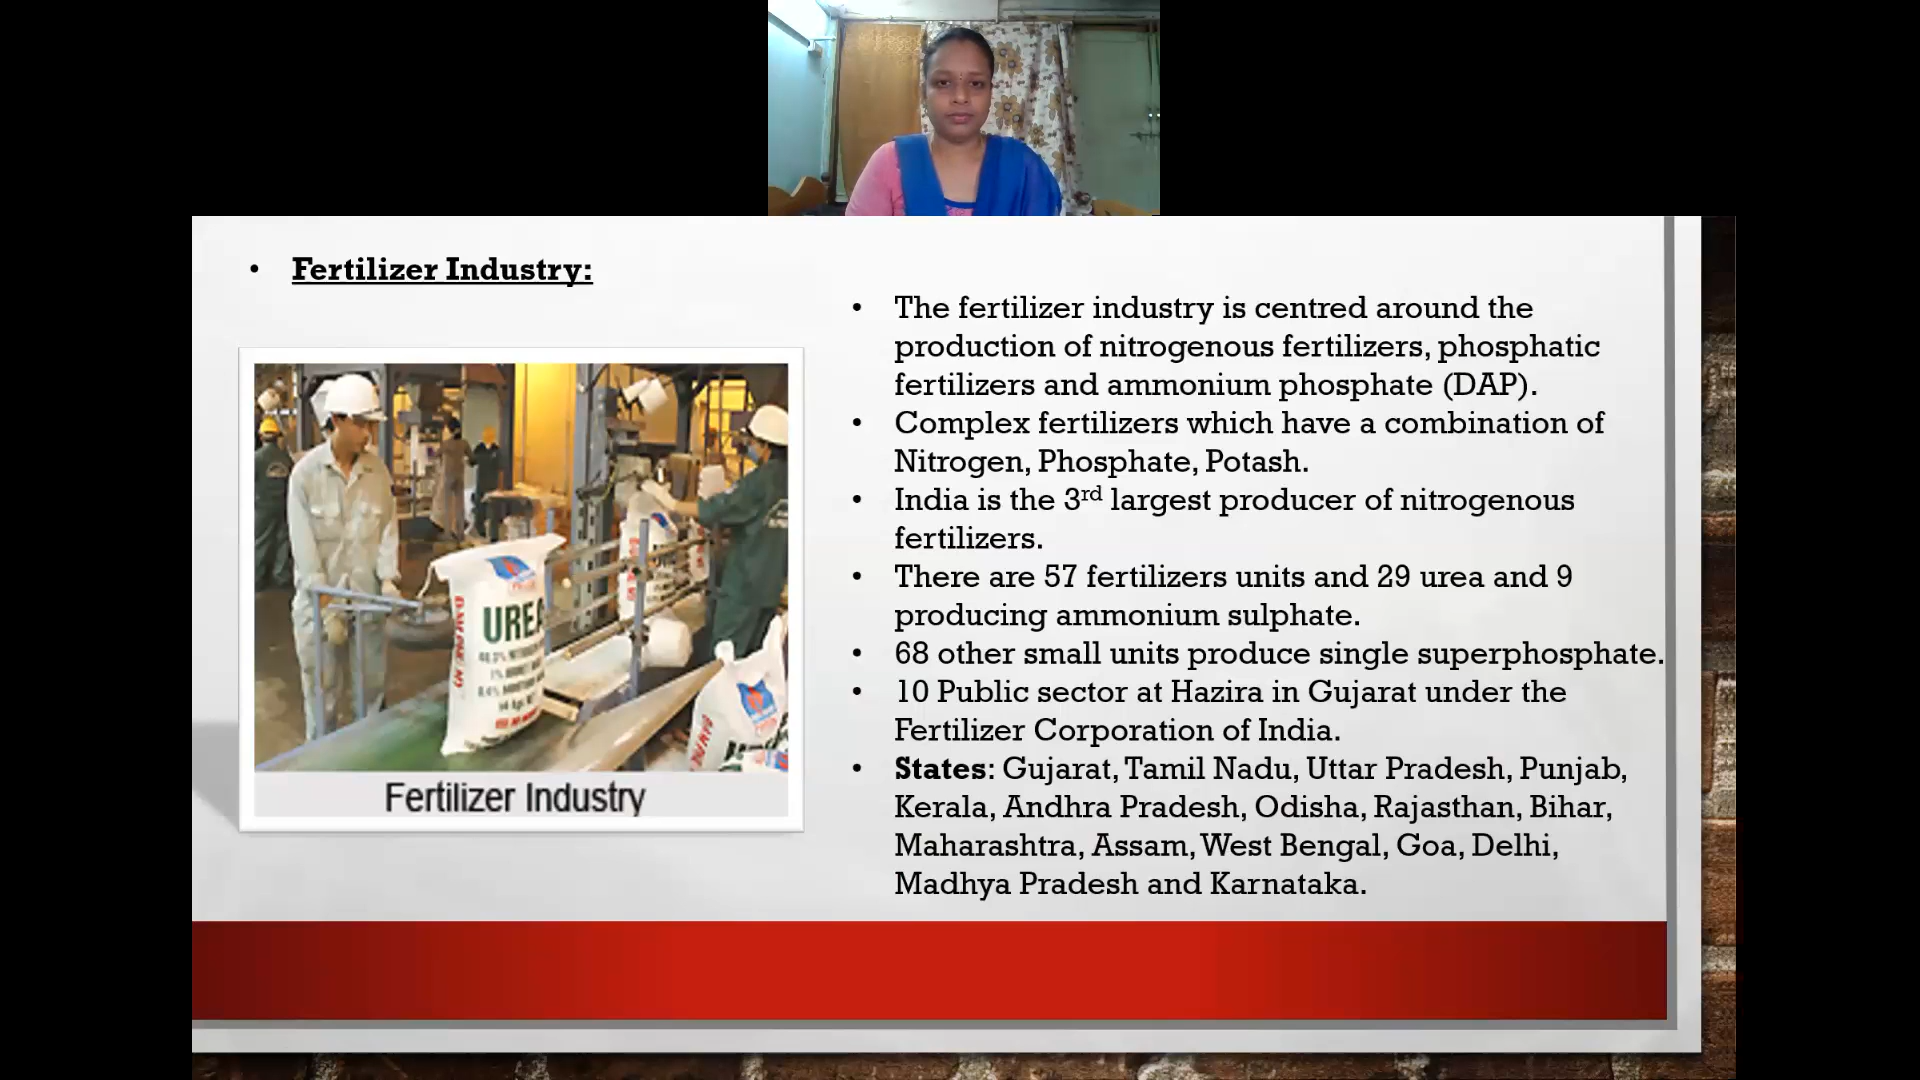 • Fertilizer Industry:
UREA
Fertilizer Industry
• The fertilizer industry is centred around the
production of nitrogenous fertilizers, phosphatic
fertilizers and ammonium phosphate (DAP).
• Complex fertilizers which have a combination of
Nitrogen, Phosphate, Potash.
• India is the 3rd largest producer of nitrogenous
fertilizers.
• There are 57 fertilizers units and 29 urea and 9
producing ammonium sulphate.
• 68 other small units produce single superphosphate.
• 10 Public sector at Hazira in Gujarat under the
Fertilizer Corporation of India.
• States: Gujarat, Tamil Nadu, Uttar Pradesh, Punjab,
Kerala, Andhra Pradesh, Odisha, Rajasthan, Bihar,
Maharashtra, Assam, West Bengal, Goa, Delhi,
Madhya Pradesh and Karnataka.